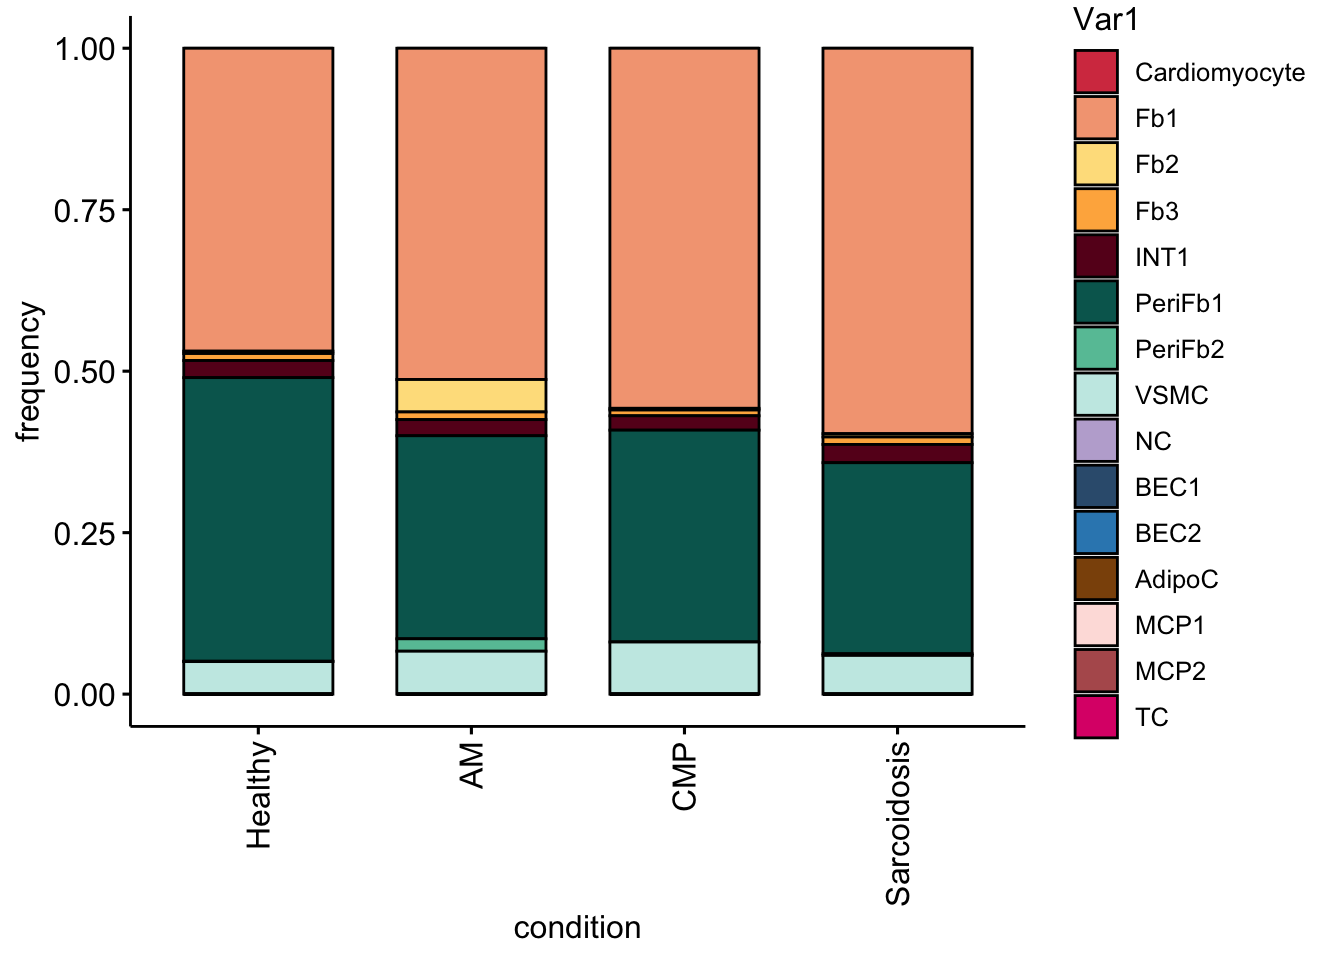 Var1
Cardiomyocyte
Fb1
Fb2
Fb3
INT1
PeriFb1
PeriFb2
VSMC
NC
BEC1
BEC2
AdipoC
MCP1
MCP2
TC
frequency
1.00
0.75
0.50
0.25
0.00
Healthy
AM
CMP
Sarcoidosis
condition